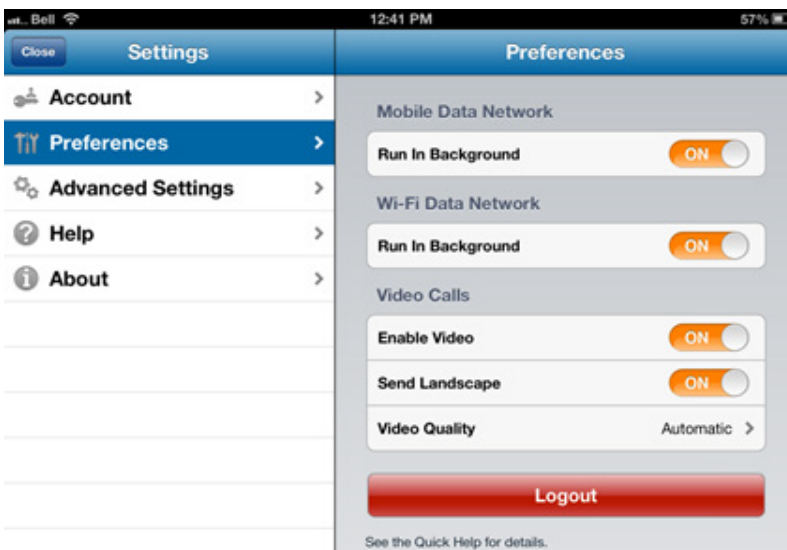 Bell 12:41 PM 57%
Close Settings Preferences
Account
Preferences
Advanced Settings
Help
About
Mobile Data Network
Run In Background ON
Wi-Fi Data Network
Run In Background ON
Video Calls
Enable Video ON
Send Landscape ON
Video Quality Automatic
Logout
See the Quick Help for details.